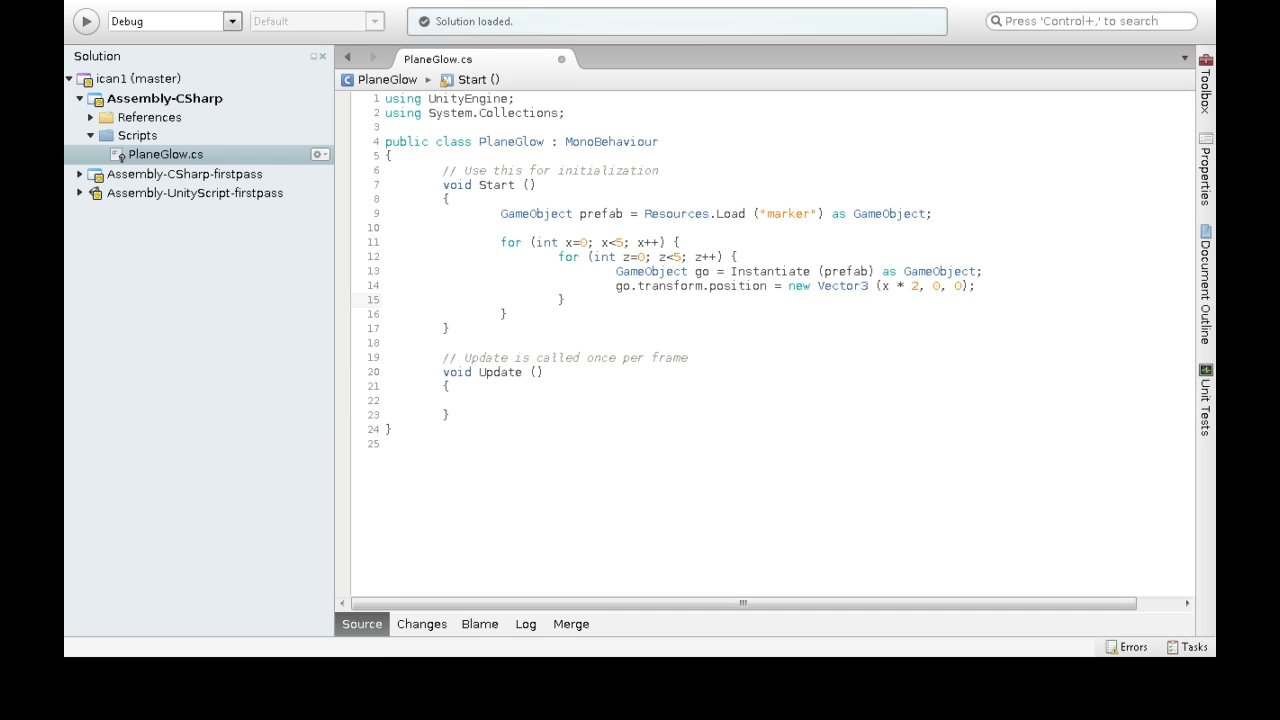 Debug
Default
Solution loaded.
Press 'Control+,' to search
Solution
ican1 (master)
Assembly-CSharp
References
Scripts
PlaneGlow.cs
Assembly-CSharp-firstpass
Assembly-UnityScript-firstpass
PlaneGlow.cs
PlaneGlow
Start ()
1 using UnityEngine;
2 using System.Collections;
3
4 public class PlaneGlow : MonoBehaviour
5 {
6 // Use this for initialization
7 void Start ()
8 {
9 GameObject prefab = Resources.Load ("marker") as GameObject;
10
11 for (int x=0; x<5; x++) {
12 for (int z=0; z<5; z++) {
13 GameObject go = Instantiate (prefab) as GameObject;
14 go.transform.position = new Vector3 (x * 2, 0, 0);
15 }
16 }
17 }
18
19 // Update is called once per frame
20 void Update ()
21 {
22
23 }
24 }
25
Toolbox
Properties
Document Outline
Unit Tests
Source Changes Blame Log Merge
Errors Tasks